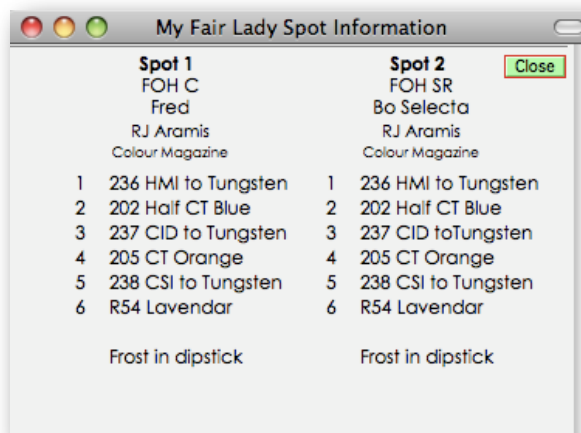 My Fair Lady Spot Information
Close
Spot 1
FOH C
Fred
RJ Aramis
Colour Magazine
1 236 HMI to Tungsten
2 202 Half CT Blue
3 237 CID to Tungsten
4 205 CT Orange
5 238 CSI to Tungsten
6 R54 Lavendar
Frost in dipstick
Spot 2
FOH SR
Bo Selecta
RJ Aramis
Colour Magazine
1 236 HMI to Tungsten
2 202 Half CT Blue
3 237 CID toTungsten
4 205 CT Orange
5 238 CSI to Tungsten
6 R54 Lavendar
Frost in dipstick